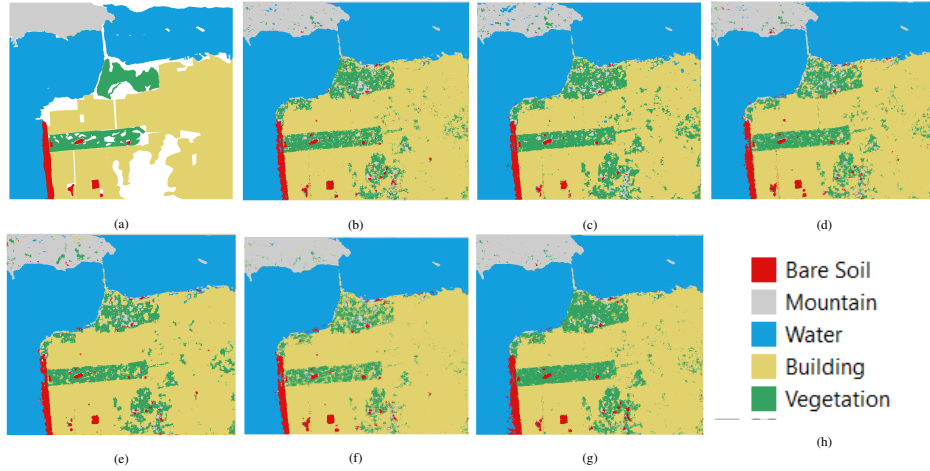 (a)
(b)
(c)
(d)
Bare Soil
Mountain
Water
Building
Vegetation
(e)
(f)
(g)
(h)